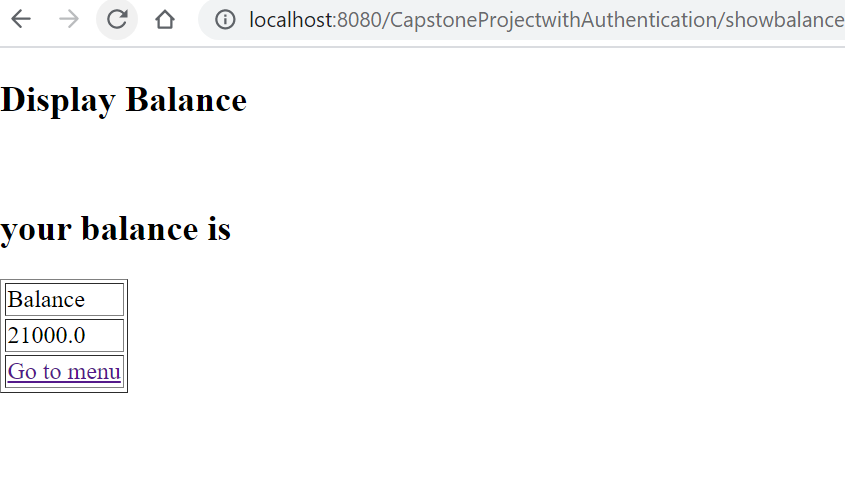 localhost:8080/CapstoneProjectwithAuthentication/showbalance
Display Balance
your balance is
Balance
21000.0
Go to menu